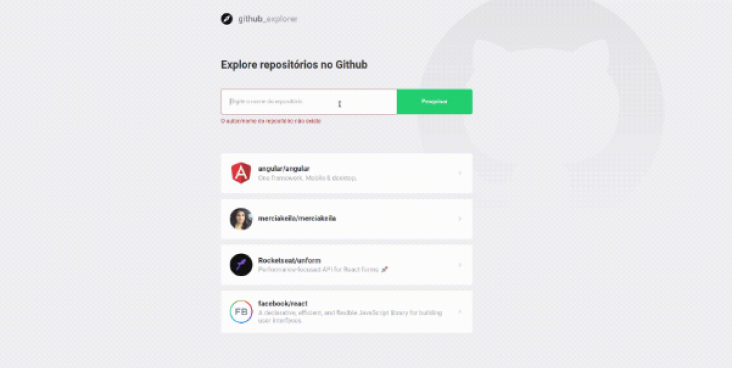 github_explorer
Explore repositórios no Github
Digite o nome do repositório
Pesquisar
O autor/nome do repositório não existe
angular/angular
One framework. Mobile & desktop.
merciakeila/merciakeila
Rocketseat/unform
Performance-focused API for React forms 🚀
FB
facebook/react
A declarative, efficient, and flexible JavaScript library for building
user interfaces.